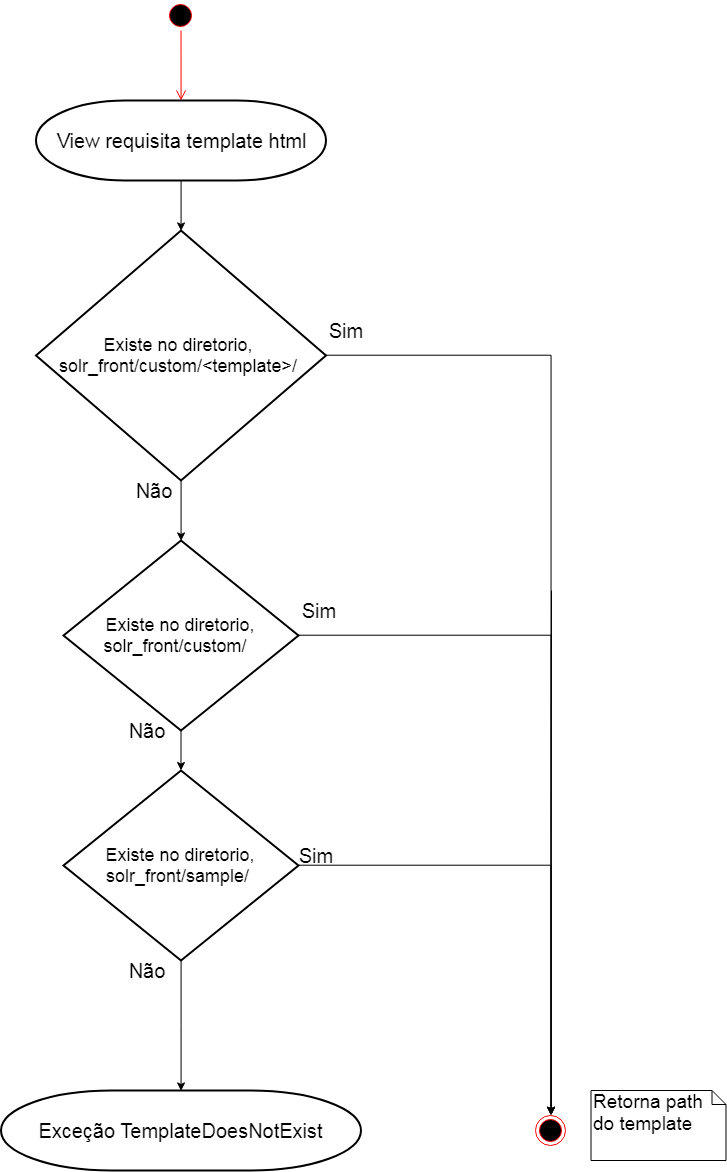 View requisita template html
Sim
Existe no diretorio,
solr_front/custom/<template>/
Não
Sim
Existe no diretorio,
solr_front/custom/
Não
Sim
Existe no diretorio,
solr_front/sample/
Não
Retorna path
do template
Exceção TemplateDoesNotExist